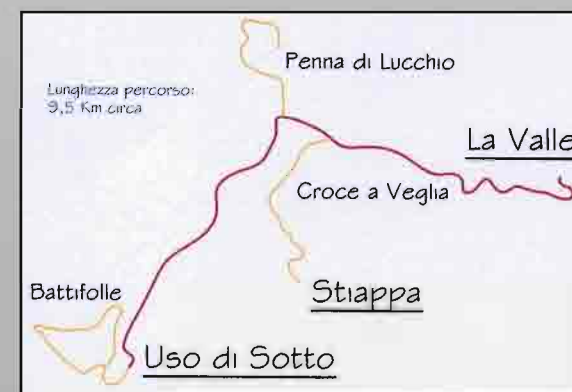 Penna di Lucchio
Lunghezza percorso:
9,5 Km circa
La Valle
Croce a Veglia
Battifolle
Stiappa
Uso di Sotto